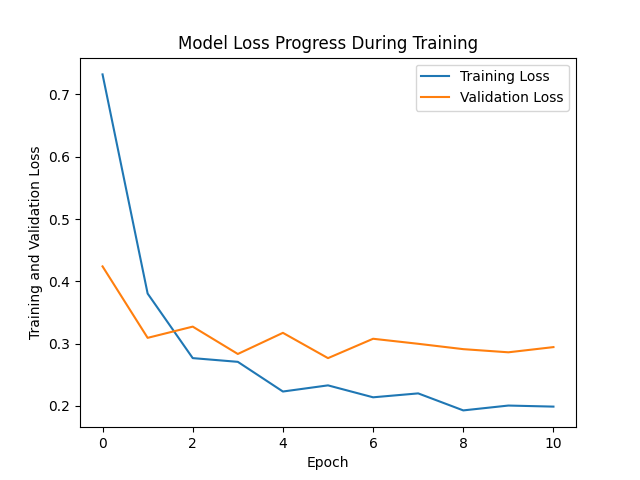 Model Loss Progress During Training
Training Loss
Validation Loss
Training and Validation Loss
0.7
0.6
0.5
0.4
0.3
0.2
0 2 4 6 8 10
Epoch